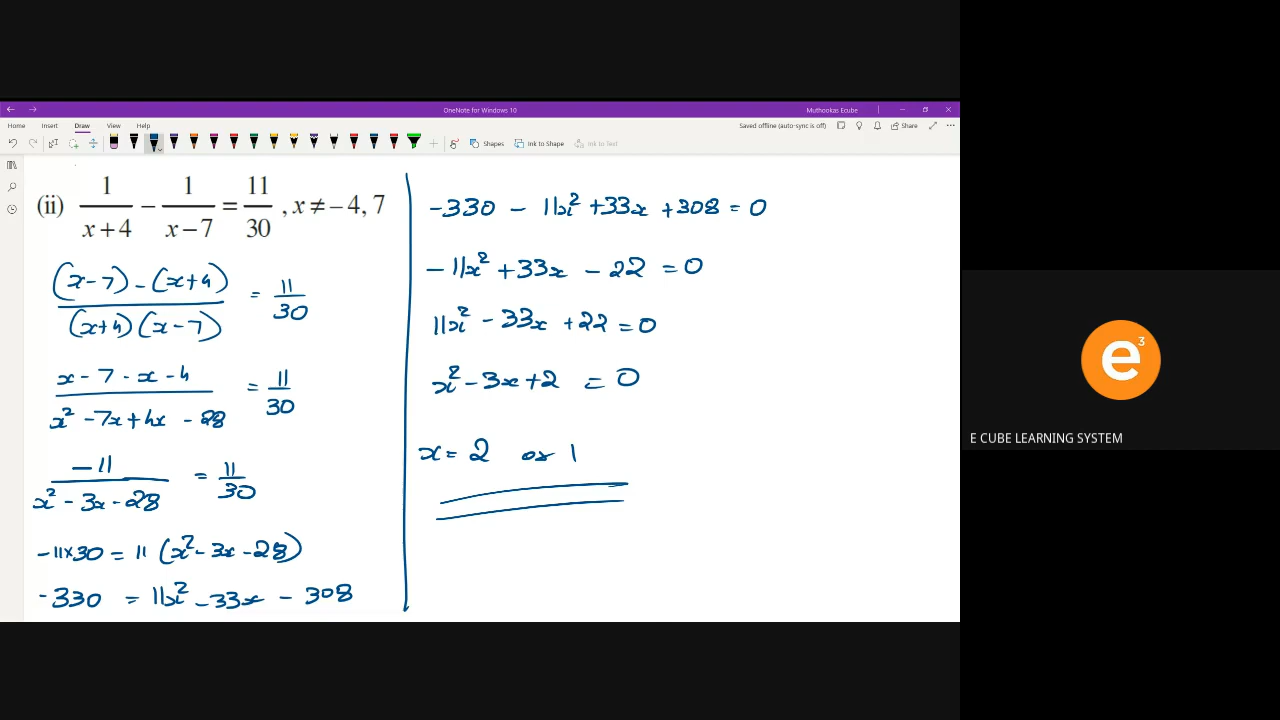 OneNote for Windows 10
Muthookas Ecube
Home Insert Draw View Help
Saved offline (auto-sync is off)
Share
Shapes
Ink to Shape
Ink to Text
(ii) 1/(x+4) − 1/(x−7) = 11/30 , x ≠ − 4, 7
((x-7) - (x+4))/((x+4)(x-7)) = 11/30
(x - 7 - x - 4)/(x² - 7x + 4x - 28) = 11/30
-11/(x² - 3x - 28) = 11/30
-11×30 = 11 (x² - 3x - 28)
-330 = 11x² - 33x - 308
-330 - 11x² + 33x + 308 = 0
- 11x² + 33x - 22 = 0
11x² - 33x + 22 = 0
x² - 3x + 2 = 0
x = 2 or 1
e³
E CUBE LEARNING SYSTEM